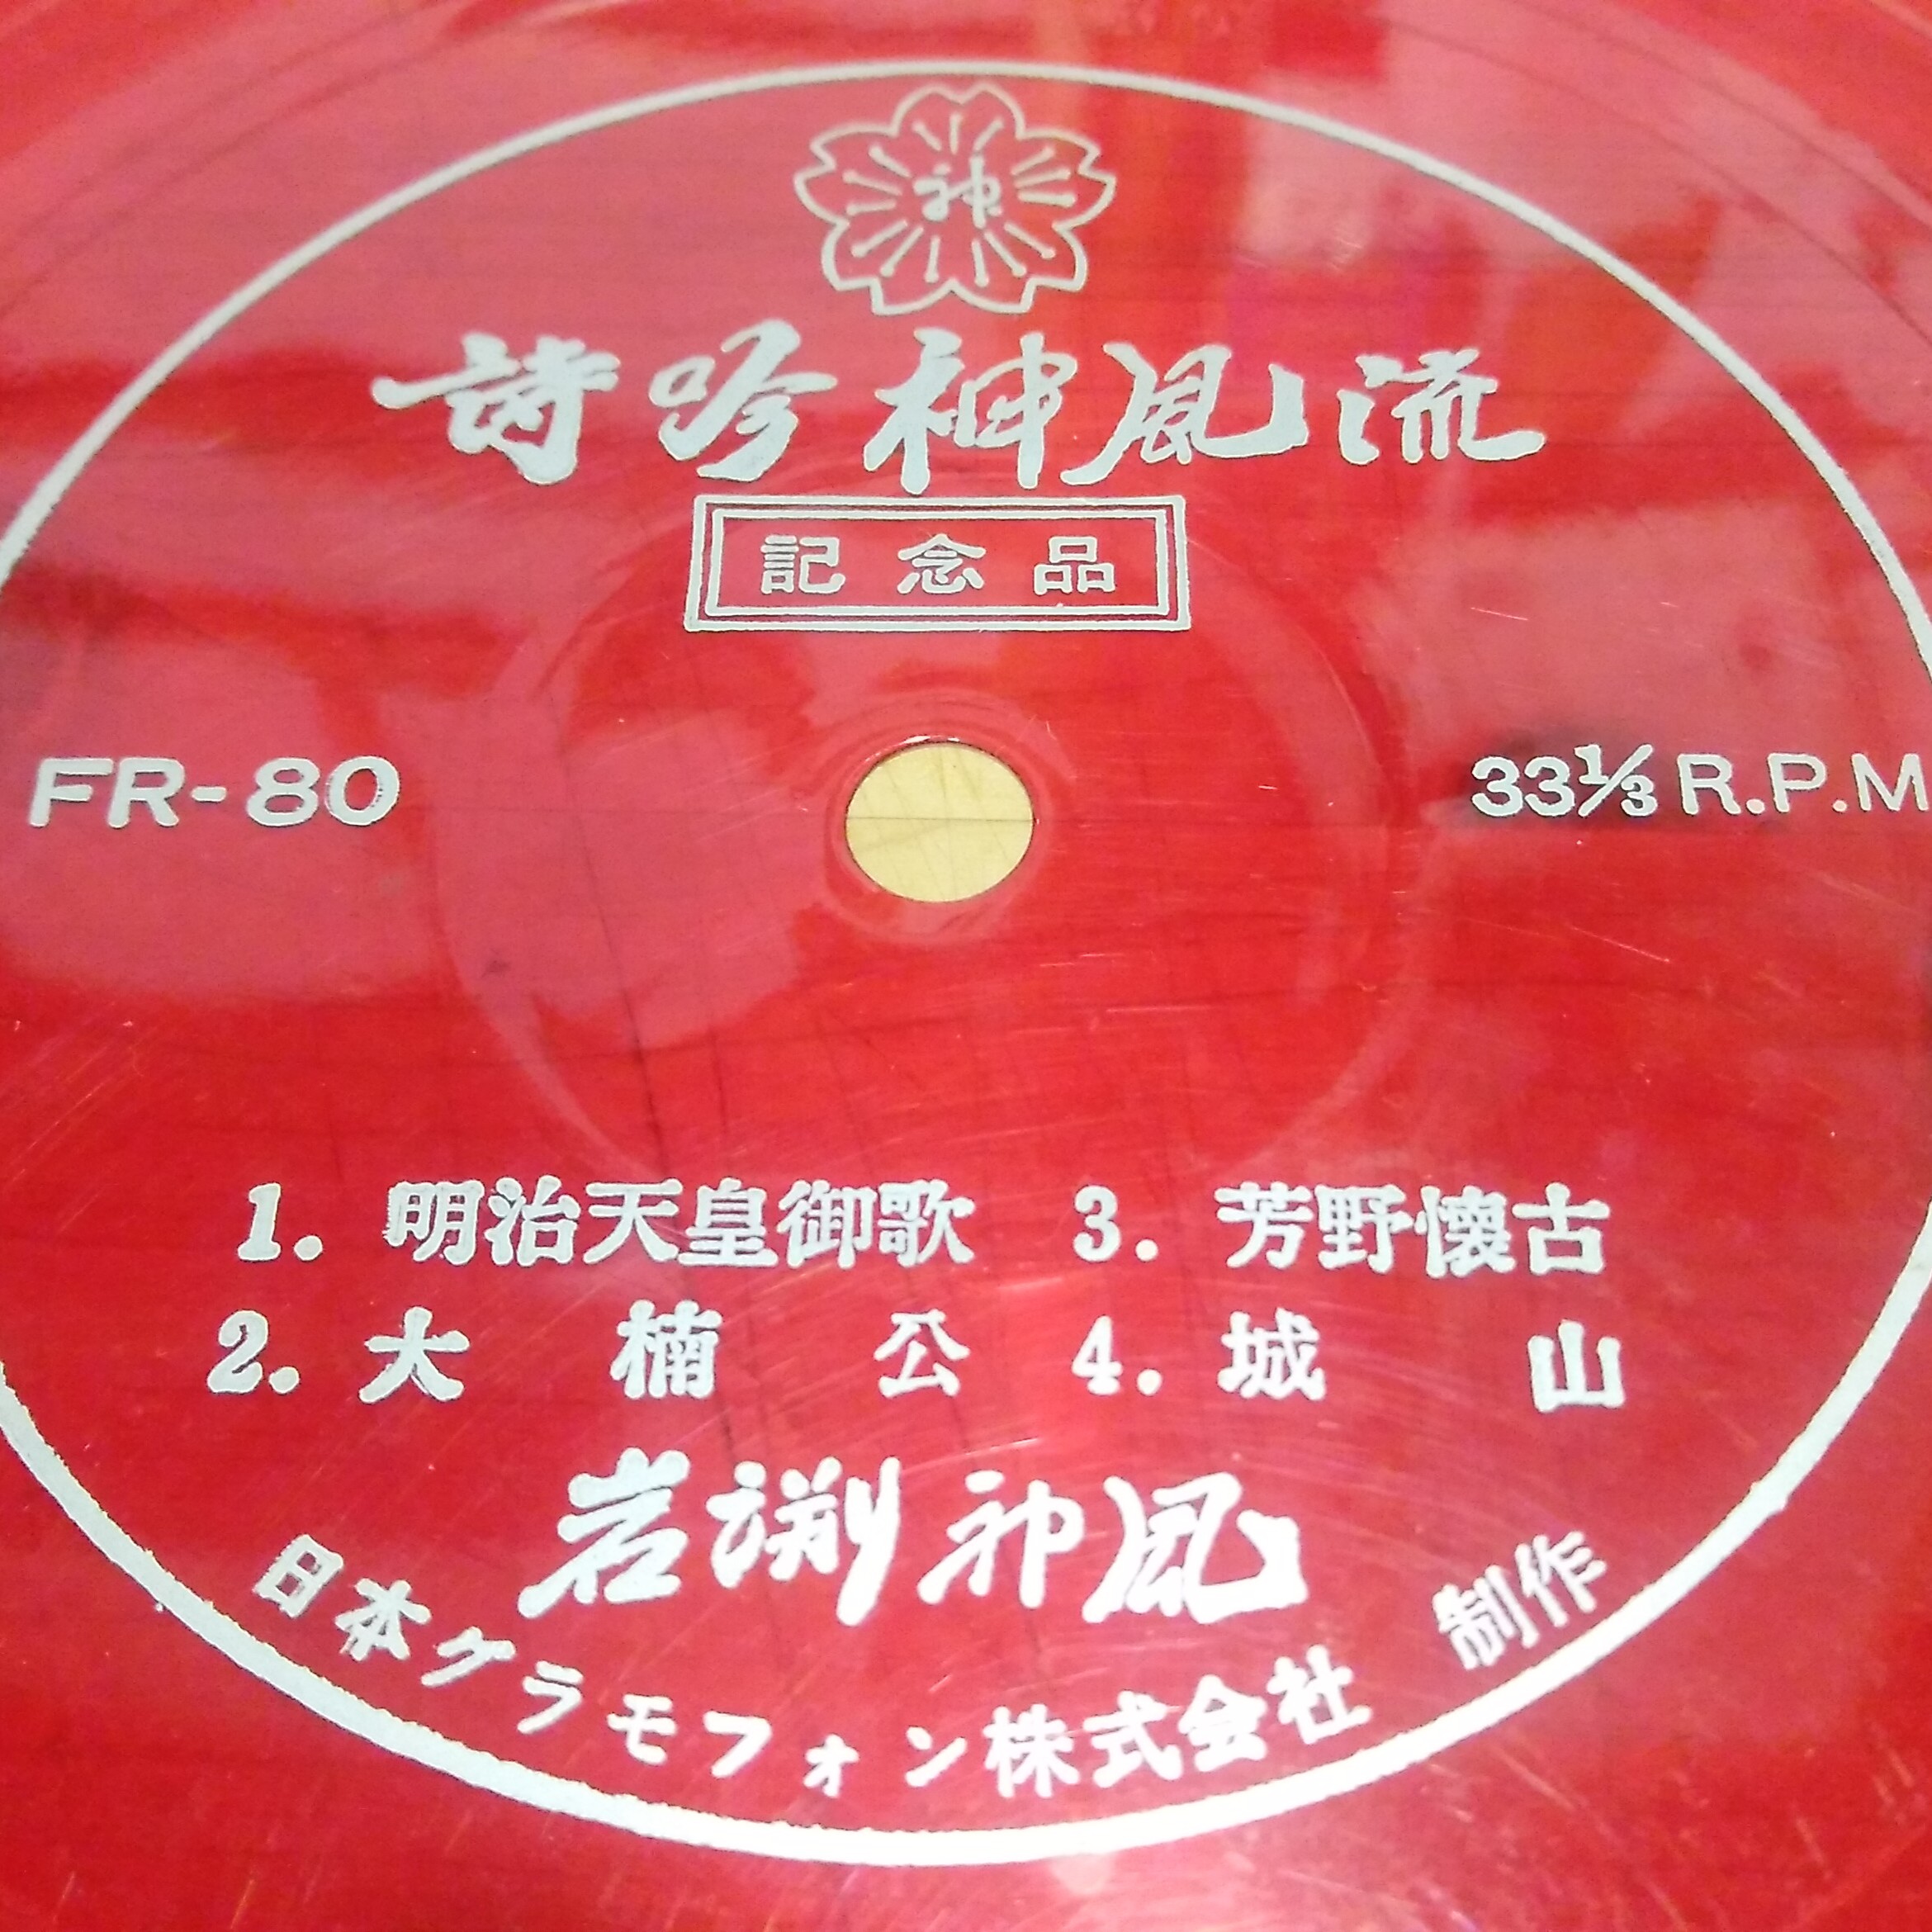 神
詩吟神風流
記念品
FR-80
33⅓ R.P.M
1. 明治天皇御歌 3. 芳野懐古
2. 大楠公 4. 城山
岩渕神風
日本グラモフォン株式会社 制作